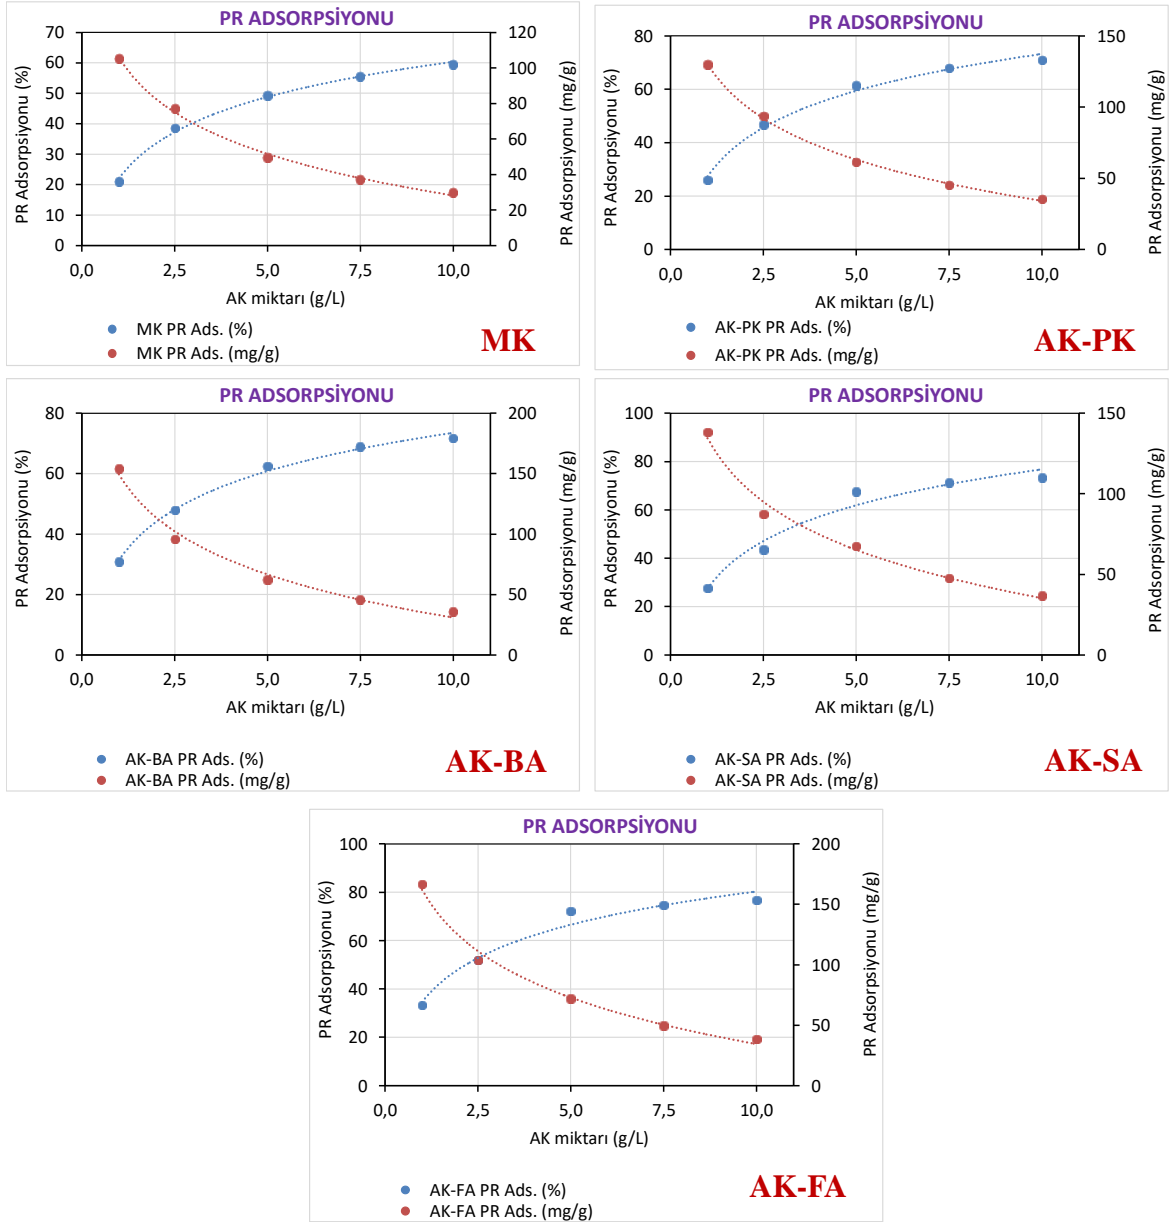 PR ADSORPSİYONU
PR Adsorpsiyonu (%)
70
60
50
40
30
20
10
0
120
100
80
60
40
20
0
PR Adsorpsiyonu (mg/g)
0,0 2,5 5,0 7,5 10,0
AK miktarı (g/L)
MK PR Ads. (%)
MK PR Ads. (mg/g)
MK
PR ADSORPSİYONU
PR Adsorpsiyonu (%)
80
60
40
20
0
150
100
50
0
PR Adsorpsiyonu (mg/g)
0,0 2,5 5,0 7,5 10,0
AK miktarı (g/L)
AK-PK PR Ads. (%)
AK-PK PR Ads. (mg/g)
AK-PK
PR ADSORPSİYONU
PR Adsorpsiyonu (%)
80
60
40
20
0
200
150
100
50
0
PR Adsorpsiyonu (mg/g)
0,0 2,5 5,0 7,5 10,0
AK miktarı (g/L)
AK-BA PR Ads. (%)
AK-BA PR Ads. (mg/g)
AK-BA
PR ADSORPSİYONU
PR Adsorpsiyonu (%)
100
80
60
40
20
0
150
100
50
0
PR Adsorpsiyonu (mg/g)
0,0 2,5 5,0 7,5 10,0
AK miktarı (g/L)
AK-SA PR Ads. (%)
AK-SA PR Ads. (mg/g)
AK-SA
PR ADSORPSİYONU
PR Adsorpsiyonu (%)
100
80
60
40
20
0
200
150
100
50
0
PR Adsorpsiyonu (mg/g)
0,0 2,5 5,0 7,5 10,0
AK miktarı (g/L)
AK-FA PR Ads. (%)
AK-FA PR Ads. (mg/g)
AK-FA